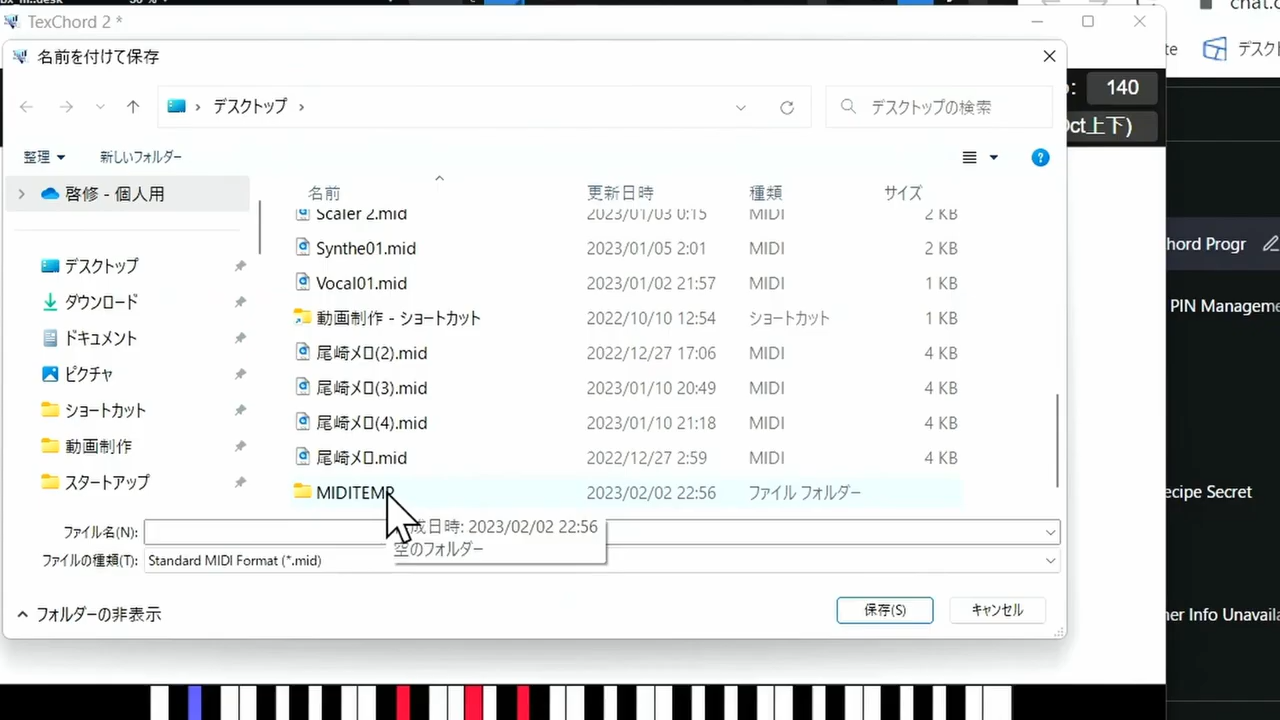 TexChord 2 *
名前を付けて保存
デスクトップ
デスクトップの検索
140
Oct上下)
整理
新しいフォルダー
啓修 - 個人用
デスクトップ
ダウンロード
ドキュメント
ピクチャ
ショートカット
動画制作
スタートアップ
名前 更新日時 種類 サイズ
Scaler 2.mid 2023/01/03 0:15 MIDI 2 KB
Synthe01.mid 2023/01/05 2:01 MIDI 2 KB
Vocal01.mid 2023/01/02 21:57 MIDI 1 KB
動画制作 - ショートカット 2022/10/10 12:54 ショートカット 1 KB
尾崎メロ(2).mid 2022/12/27 17:06 MIDI 4 KB
尾崎メロ(3).mid 2023/01/10 20:49 MIDI 4 KB
尾崎メロ(4).mid 2023/01/10 21:18 MIDI 4 KB
尾崎メロ.mid 2022/12/27 2:59 MIDI 4 KB
MIDITEMP 2023/02/02 22:56 ファイル フォルダー
成日時: 2023/02/02 22:56
空のフォルダー
ファイル名(N):
ファイルの種類(T): Standard MIDI Format (*.mid)
フォルダーの非表示
保存(S)
キャンセル
hord Progr
PIN Manageme
ecipe Secret
ner Info Unavaila